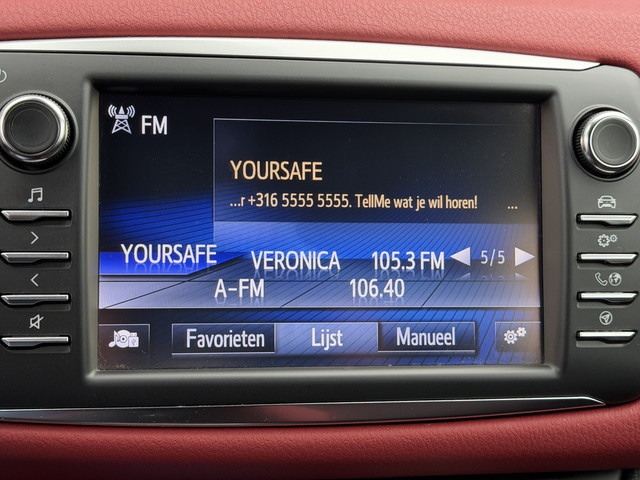 FM
YOURSAFE
...r +316 5555 5555. TellMe wat je wil horen! ...
YOURSAFE VERONICA 105.3 FM 5/5
A-FM 106.40
Favorieten Lijst Manueel